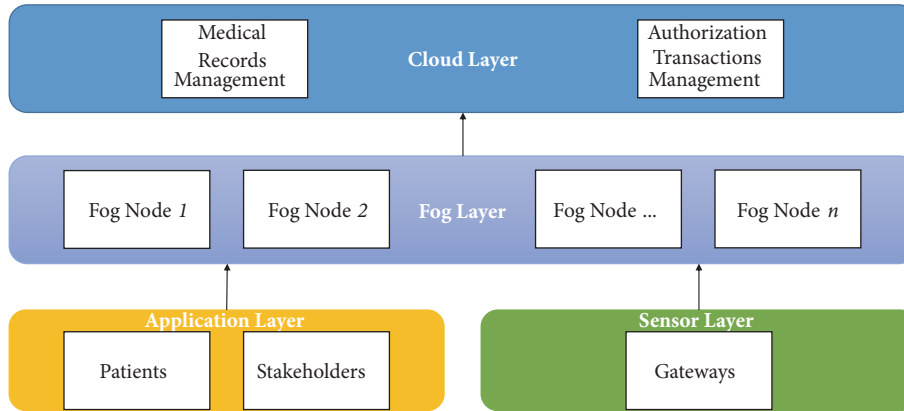 Medical
Records
Management
Cloud Layer
Authorization
Transactions
Management
Fog Node 1
Fog Node 2
Fog Layer
Fog Node ...
Fog Node n
Application Layer
Patients
Stakeholders
Sensor Layer
Gateways